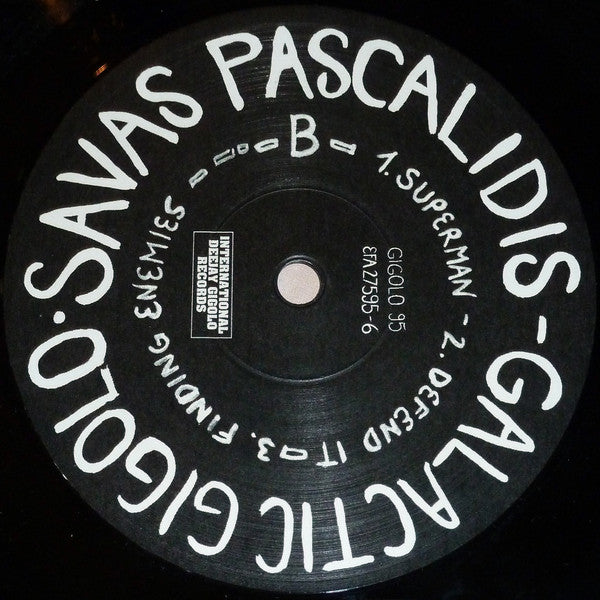 SAVAS PASCALIDIS - GALACTIC GIGOLO.
- B -
1. SUPERMAN - 2. DEFEND IT 3. FINDING ENEMIES
INTERNATIONAL
DEEJAY GIGOLO
RECORDS
GIGOLO 95
EFA27595-6